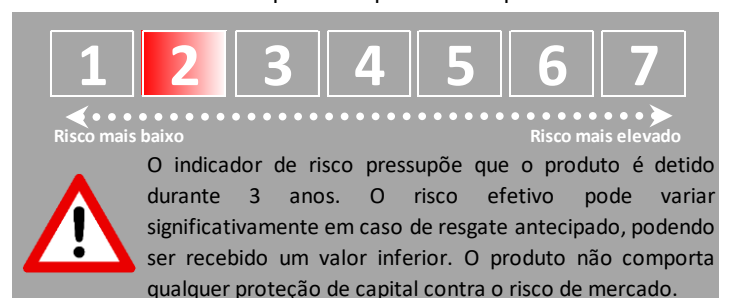 1 2 3 4 5 6 7
Risco mais baixo Risco mais elevado
O indicador de risco pressupõe que o produto é detido
durante 3 anos. O risco efetivo pode variar
significativamente em caso de resgate antecipado, podendo
ser recebido um valor inferior. O produto não comporta
qualquer proteção de capital contra o risco de mercado.